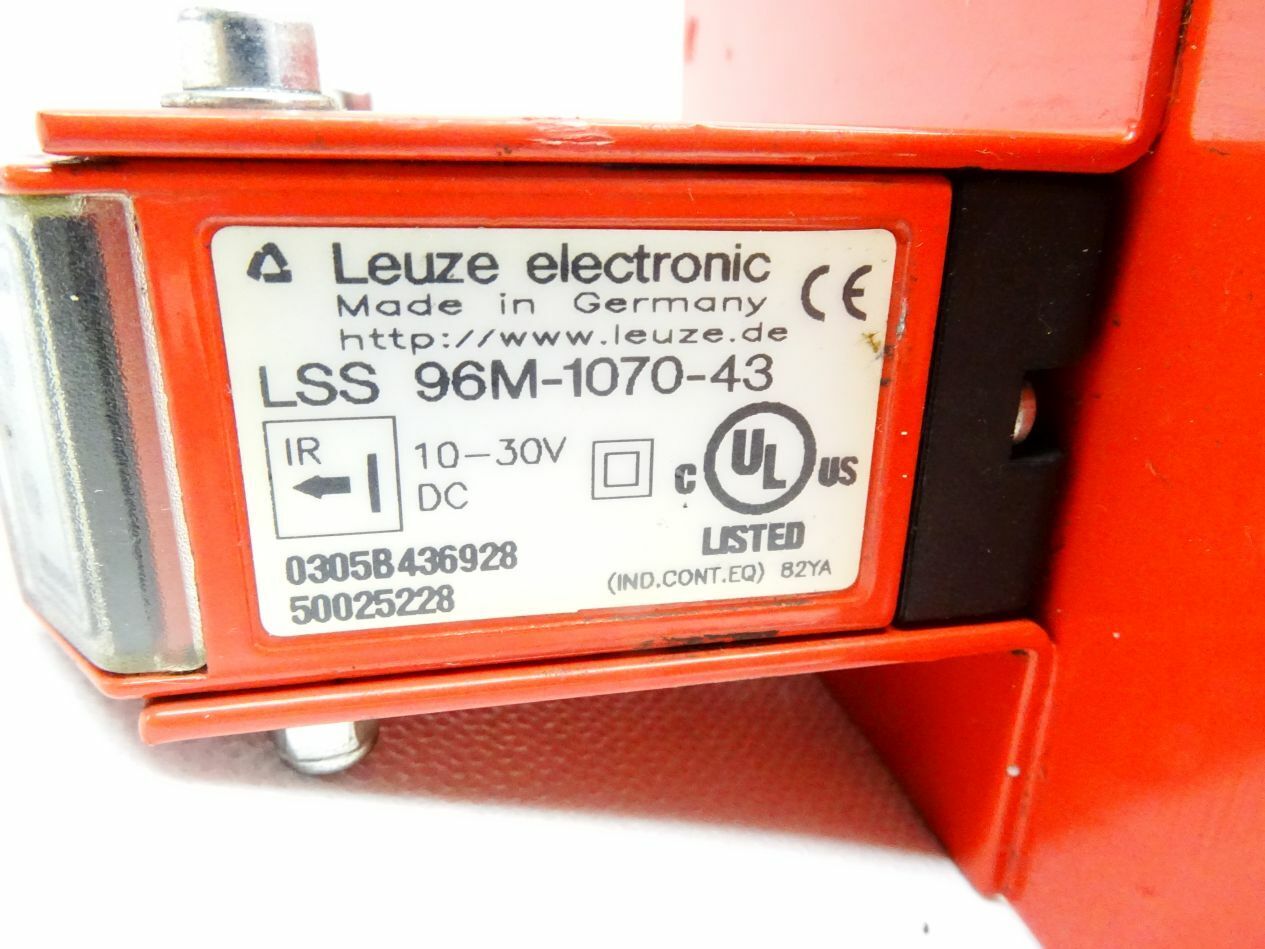 Leuze electronic
Made in Germany
CE
http://www.leuze.de
LSS 96M-1070-43
IR
10-30V
DC
C UL US
LISTED
0305B436928
(IND.CONT.EQ) 82YA
50025228